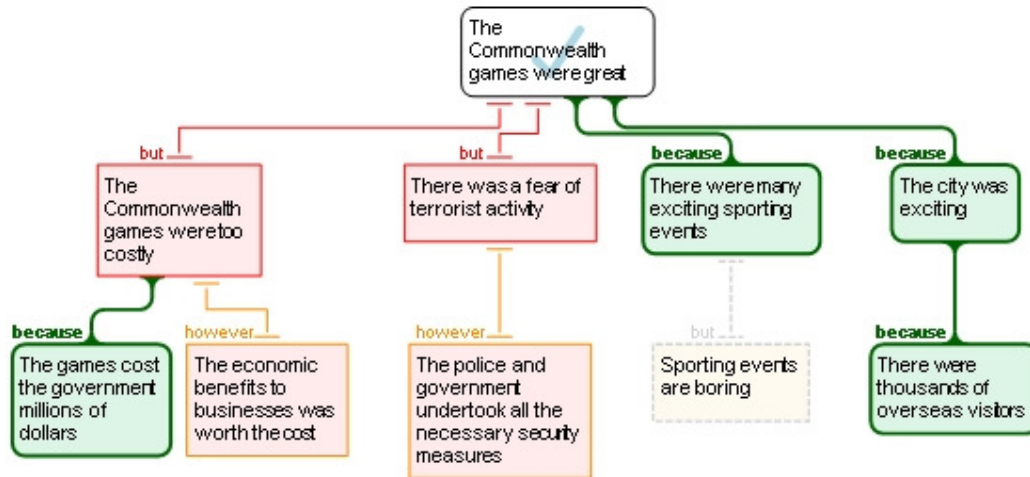 The
Commonwealth
games were great
but
but
because
because
The
Commonwealth
games were too
costly
There was a fear of
terrorist activity
There were many
exciting sporting
events
The city was
exciting
because
however
however
but
because
The games cost
the government
millions of
dollars
The economic
benefits to
businesses was
worth the cost
The police and
government
undertook all the
necessary security
measures
Sporting events
are boring
There were
thousands of
overseas visitors